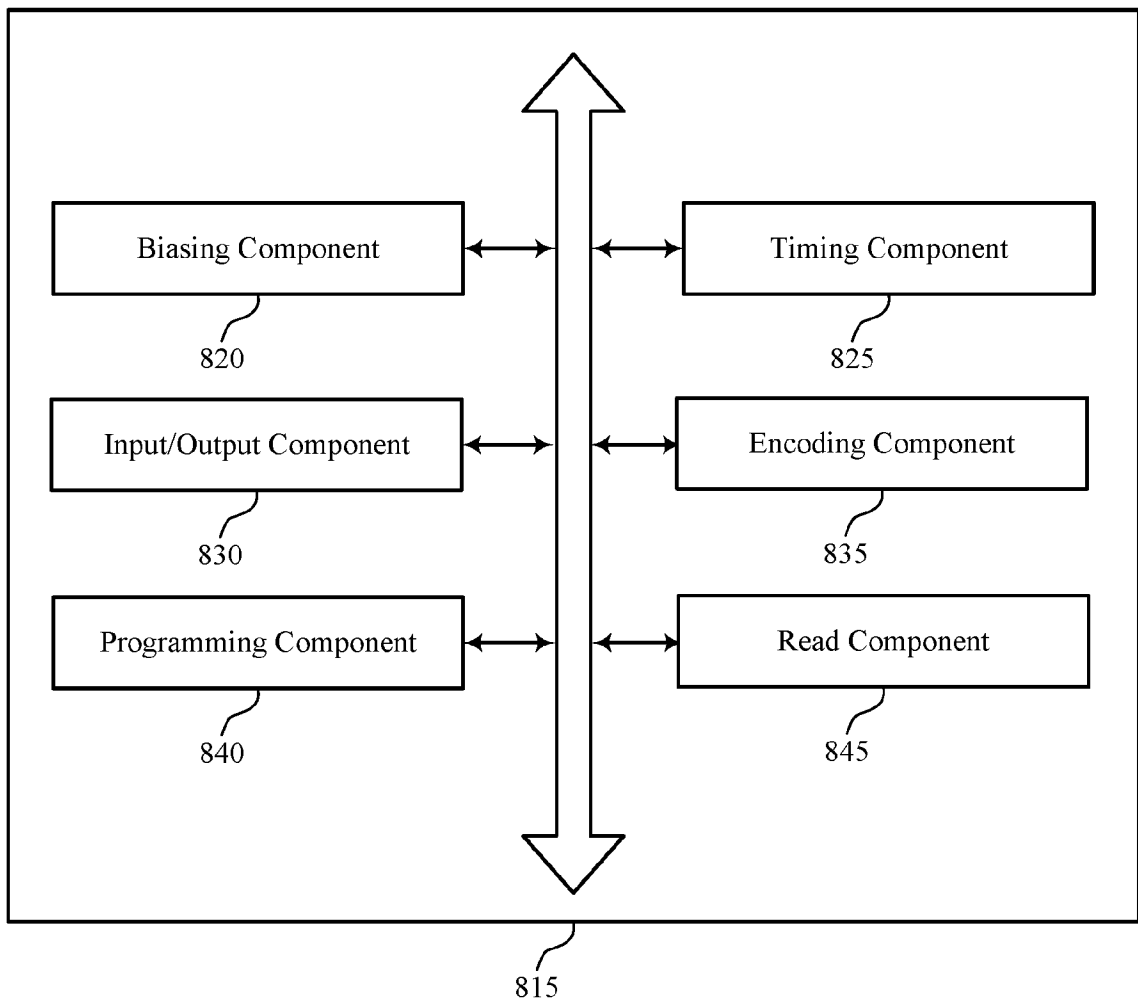 Biasing Component
Timing Component
820
825
Input/Output Component
Encoding Component
830
835
Programming Component
Read Component
840
845
815